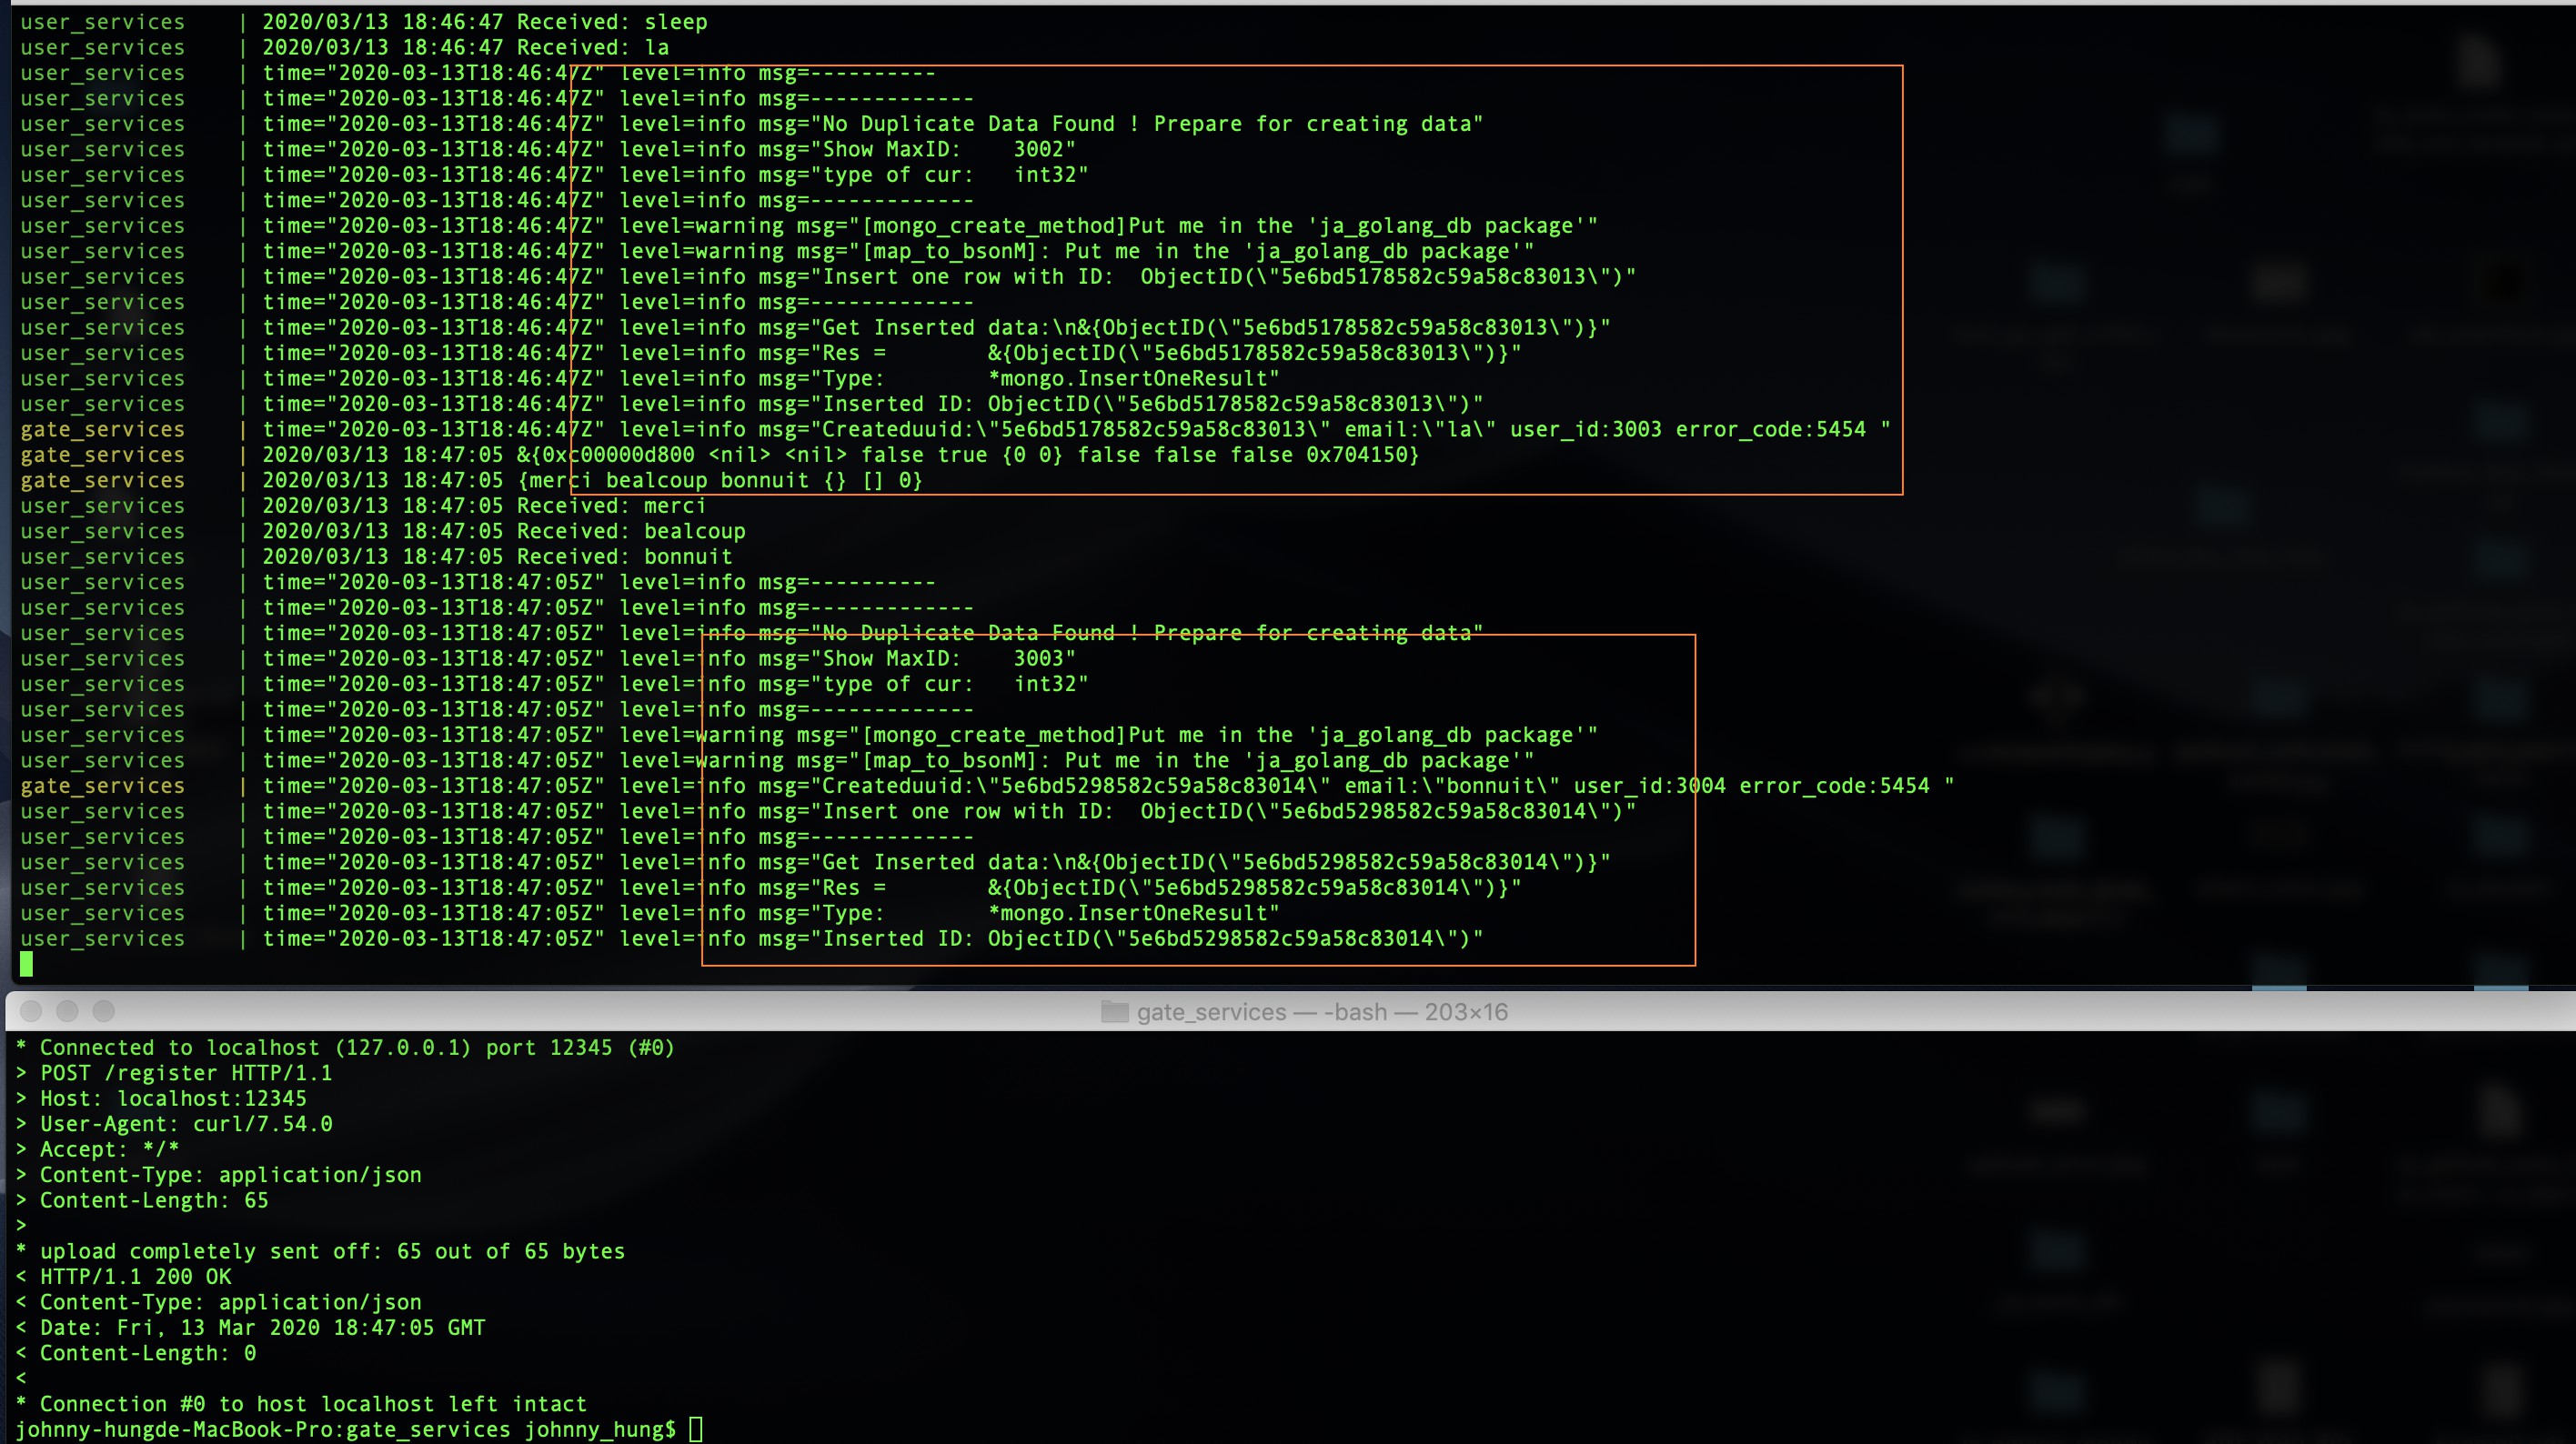 user_services | 2020/03/13 18:46:47 Received: sleep
user_services | 2020/03/13 18:46:47 Received: la
user_services | time="2020-03-13T18:46:47Z" level=info msg=----------
user_services | time="2020-03-13T18:46:47Z" level=info msg=-------------
user_services | time="2020-03-13T18:46:47Z" level=info msg="No Duplicate Data Found ! Prepare for creating data"
user_services | time="2020-03-13T18:46:47Z" level=info msg="Show MaxID: 3002"
user_services | time="2020-03-13T18:46:47Z" level=info msg="type of cur: int32"
user_services | time="2020-03-13T18:46:47Z" level=info msg=-------------
user_services | time="2020-03-13T18:46:47Z" level=warning msg="[mongo_create_method]Put me in the 'ja_golang_db package'"
user_services | time="2020-03-13T18:46:47Z" level=warning msg="[map_to_bsonM]: Put me in the 'ja_golang_db package'"
user_services | time="2020-03-13T18:46:47Z" level=info msg="Insert one row with ID: ObjectID(\"5e6bd5178582c59a58c83013\")"
user_services | time="2020-03-13T18:46:47Z" level=info msg=-------------
user_services | time="2020-03-13T18:46:47Z" level=info msg="Get Inserted data:\n&{ObjectID(\"5e6bd5178582c59a58c83013\")}"
user_services | time="2020-03-13T18:46:47Z" level=info msg="Res = &{ObjectID(\"5e6bd5178582c59a58c83013\")}"
user_services | time="2020-03-13T18:46:47Z" level=info msg="Type: *mongo.InsertOneResult"
user_services | time="2020-03-13T18:46:47Z" level=info msg="Inserted ID: ObjectID(\"5e6bd5178582c59a58c83013\")"
gate_services | time="2020-03-13T18:46:47Z" level=info msg="Createduuid:\"5e6bd5178582c59a58c83013\" email:\"la\" user_id:3003 error_code:5454 "
gate_services | 2020/03/13 18:47:05 &{0xc00000d800 <nil> <nil> false true {0 0} false false false 0x704150}
gate_services | 2020/03/13 18:47:05 {merci bealcoup bonnuit {} [] 0}
user_services | 2020/03/13 18:47:05 Received: merci
user_services | 2020/03/13 18:47:05 Received: bealcoup
user_services | 2020/03/13 18:47:05 Received: bonnuit
user_services | time="2020-03-13T18:47:05Z" level=info msg=----------
user_services | time="2020-03-13T18:47:05Z" level=info msg=-------------
user_services | time="2020-03-13T18:47:05Z" level=info msg="No Duplicate Data Found ! Prepare for creating data"
user_services | time="2020-03-13T18:47:05Z" level=info msg="Show MaxID: 3003"
user_services | time="2020-03-13T18:47:05Z" level=info msg="type of cur: int32"
user_services | time="2020-03-13T18:47:05Z" level=info msg=-------------
user_services | time="2020-03-13T18:47:05Z" level=warning msg="[mongo_create_method]Put me in the 'ja_golang_db package'"
user_services | time="2020-03-13T18:47:05Z" level=warning msg="[map_to_bsonM]: Put me in the 'ja_golang_db package'"
gate_services | time="2020-03-13T18:47:05Z" level=info msg="Createduuid:\"5e6bd5298582c59a58c83014\" email:\"bonnuit\" user_id:3004 error_code:5454 "
user_services | time="2020-03-13T18:47:05Z" level=info msg="Insert one row with ID: ObjectID(\"5e6bd5298582c59a58c83014\")"
user_services | time="2020-03-13T18:47:05Z" level=info msg=-------------
user_services | time="2020-03-13T18:47:05Z" level=info msg="Get Inserted data:\n&{ObjectID(\"5e6bd5298582c59a58c83014\")}"
user_services | time="2020-03-13T18:47:05Z" level=info msg="Res = &{ObjectID(\"5e6bd5298582c59a58c83014\")}"
user_services | time="2020-03-13T18:47:05Z" level=info msg="Type: *mongo.InsertOneResult"
user_services | time="2020-03-13T18:47:05Z" level=info msg="Inserted ID: ObjectID(\"5e6bd5298582c59a58c83014\")"
gate_services — -bash — 203×16
* Connected to localhost (127.0.0.1) port 12345 (#0)
> POST /register HTTP/1.1
> Host: localhost:12345
> User-Agent: curl/7.54.0
> Accept: */*
> Content-Type: application/json
> Content-Length: 65
>
* upload completely sent off: 65 out of 65 bytes
< HTTP/1.1 200 OK
< Content-Type: application/json
< Date: Fri, 13 Mar 2020 18:47:05 GMT
< Content-Length: 0
<
* Connection #0 to host localhost left intact
johnny-hungde-MacBook-Pro:gate_services johnny_hung$